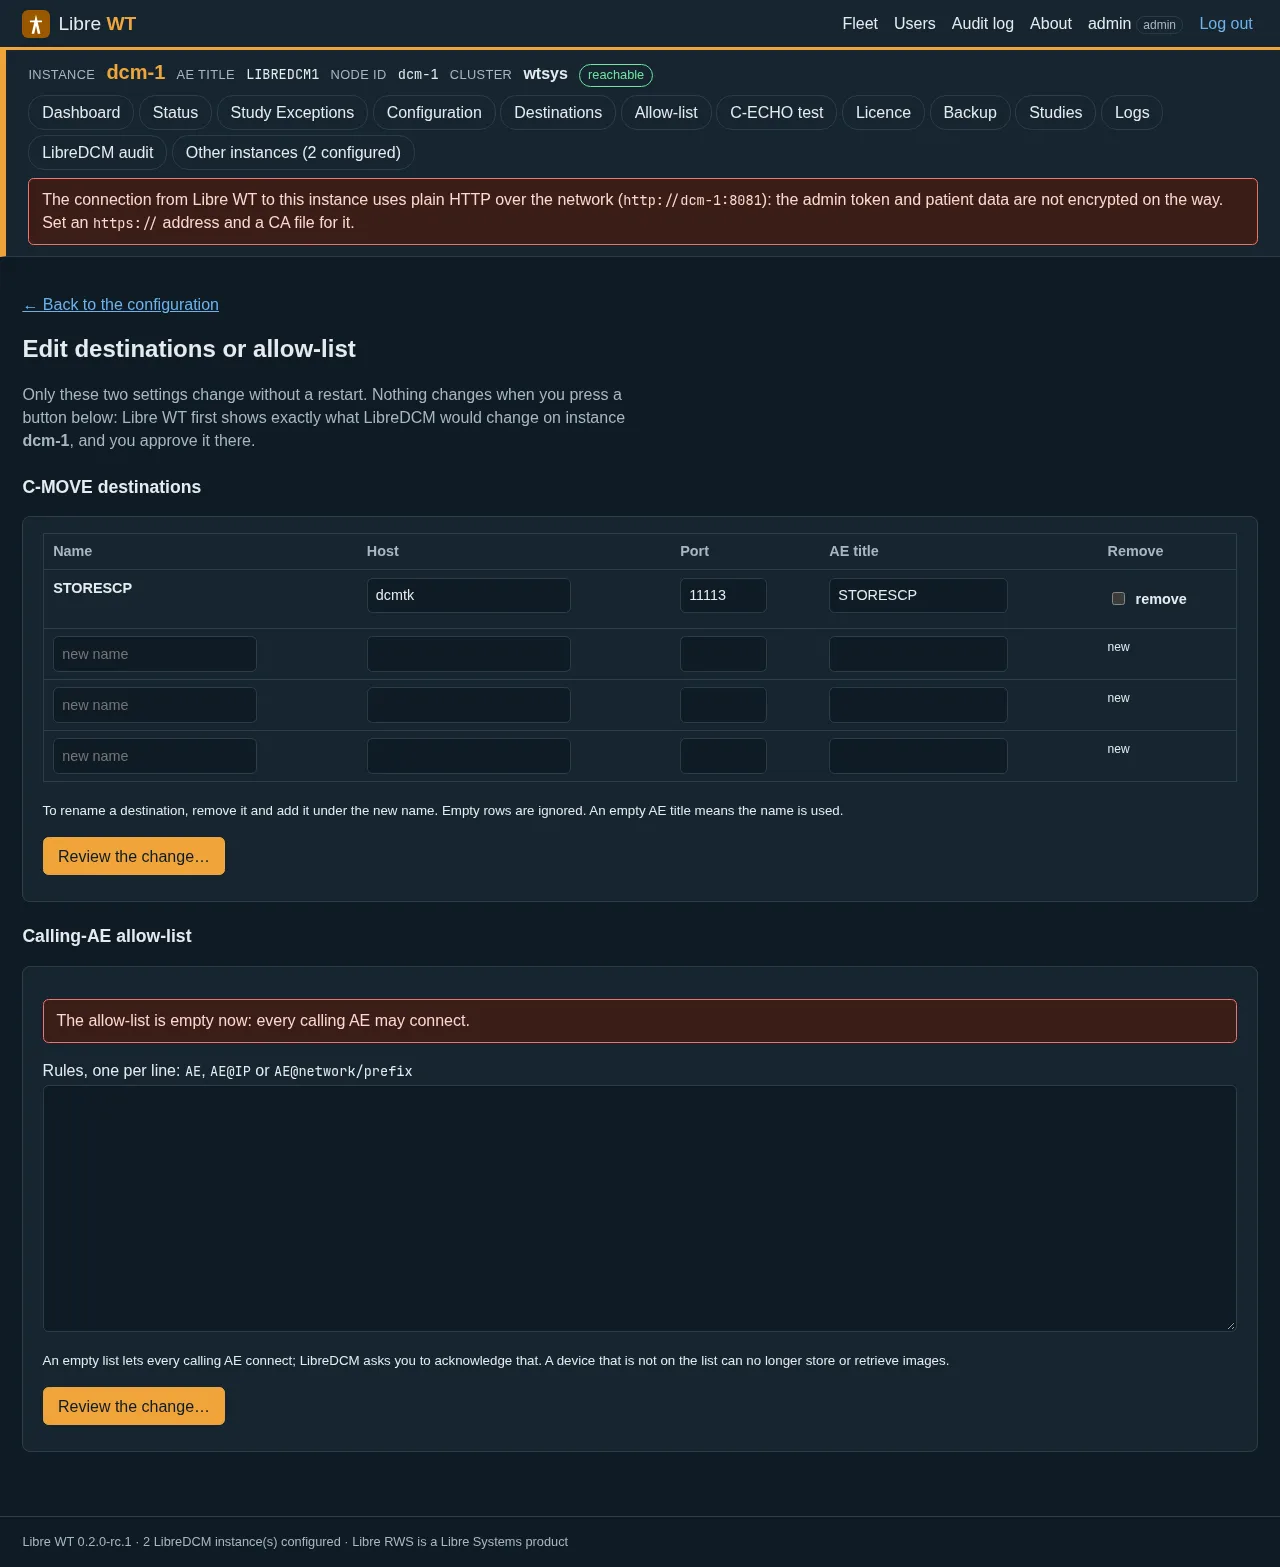 Libre WT
Fleet Users Audit log About admin admin Log out
INSTANCE dcm-1 AE TITLE LIBREDCM1 NODE ID dcm-1 CLUSTER wtsys reachable
Dashboard Status Study Exceptions Configuration Destinations Allow-list C-ECHO test Licence Backup Studies Logs
LibreDCM audit Other instances (2 configured)
The connection from Libre WT to this instance uses plain HTTP over the network (http://dcm-1:8081): the admin token and patient data are not encrypted on the way.
Set an https:// address and a CA file for it.
← Back to the configuration
Edit destinations or allow-list
Only these two settings change without a restart. Nothing changes when you press a
button below: Libre WT first shows exactly what LibreDCM would change on instance
dcm-1, and you approve it there.
C-MOVE destinations
Name Host Port AE title Remove
STORESCP dcmtk 11113 STORESCP remove
new name new
new name new
new name new
To rename a destination, remove it and add it under the new name. Empty rows are ignored. An empty AE title means the name is used.
Review the change…
Calling-AE allow-list
The allow-list is empty now: every calling AE may connect.
Rules, one per line: AE, AE@IP or AE@network/prefix
An empty list lets every calling AE connect; LibreDCM asks you to acknowledge that. A device that is not on the list can no longer store or retrieve images.
Review the change…
Libre WT 0.2.0-rc.1 · 2 LibreDCM instance(s) configured · Libre RWS is a Libre Systems product